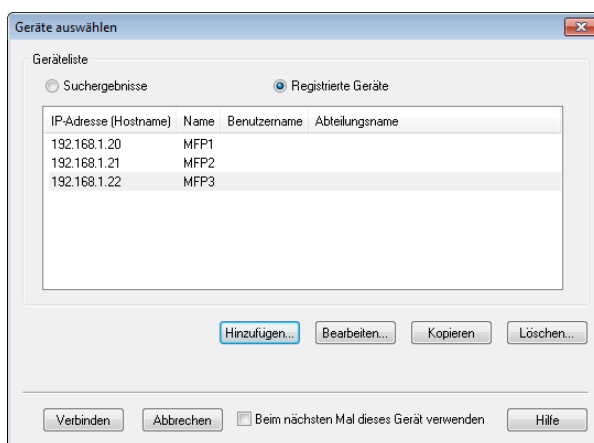 Geräte auswählen
Geräteliste
Suchergebnisse Registrierte Geräte
IP-Adresse (Hostname) Name Benutzername Abteilungsname
192.168.1.20 MFP1
192.168.1.21 MFP2
192.168.1.22 MFP3
Hinzufügen... Bearbeiten... Kopieren Löschen...
Verbinden Abbrechen Beim nächsten Mal dieses Gerät verwenden Hilfe